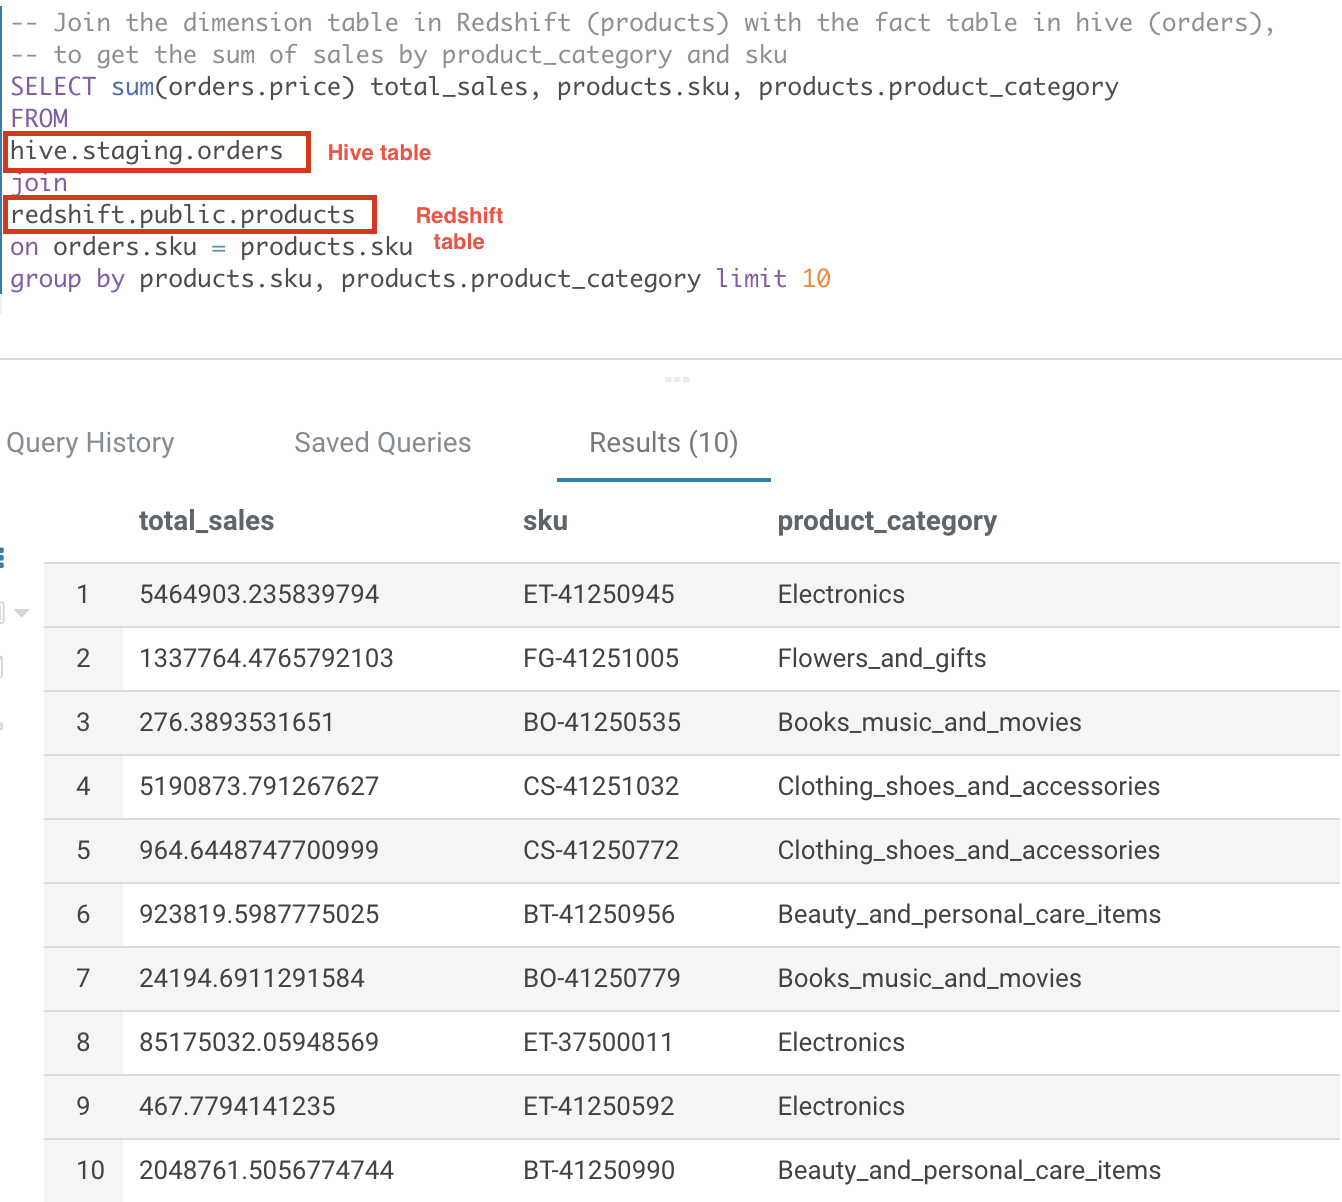 -- Join the dimension table in Redshift (products) with the fact table in hive (orders),
-- to get the sum of sales by product_category and sku
SELECT sum(orders.price) total_sales, products.sku, products.product_category
FROM
hive.staging.orders Hive table
join
redshift.public.products Redshift
on orders.sku = products.sku table
group by products.sku, products.product_category limit 10
Query History Saved Queries Results (10)
total_sales sku product_category
1 5464903.235839794 ET-41250945 Electronics
2 1337764.4765792103 FG-41251005 Flowers_and_gifts
3 276.3893531651 BO-41250535 Books_music_and_movies
4 5190873.791267627 CS-41251032 Clothing_shoes_and_accessories
5 964.6448747700999 CS-41250772 Clothing_shoes_and_accessories
6 923819.5987775025 BT-41250956 Beauty_and_personal_care_items
7 24194.6911291584 BO-41250779 Books_music_and_movies
8 85175032.05948569 ET-37500011 Electronics
9 467.7794141235 ET-41250592 Electronics
10 2048761.5056774744 BT-41250990 Beauty_and_personal_care_items